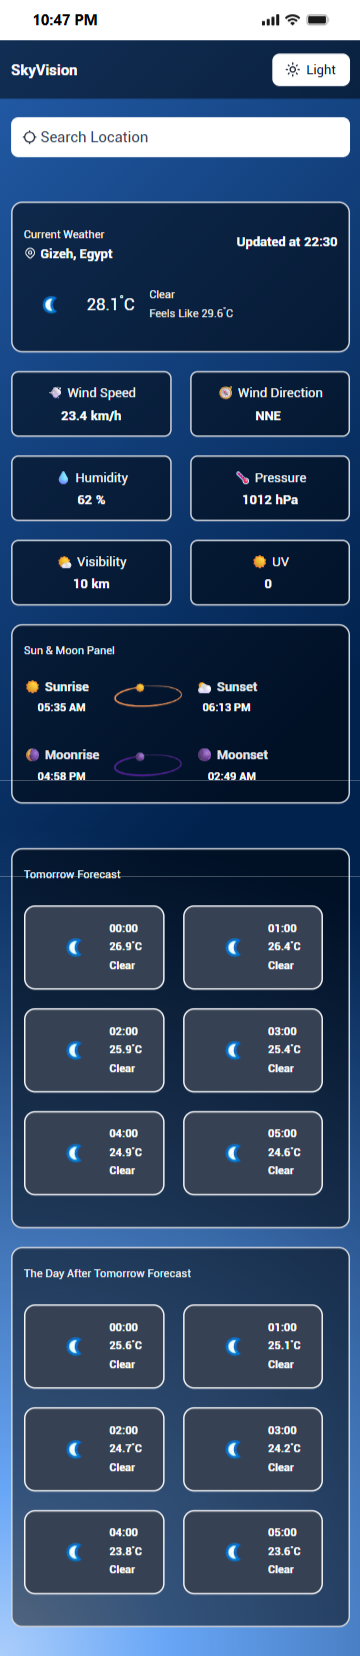 10:47 PM
SkyVision
Light
Search Location
Current Weather
Gizeh, Egypt
Updated at 22:30
28.1°C
Clear
Feels Like 29.6°C
Wind Speed
23.4 km/h
Wind Direction
NNE
Humidity
62 %
Pressure
1012 hPa
Visibility
10 km
UV
0
Sun & Moon Panel
Sunrise
05:35 AM
Sunset
06:13 PM
Moonrise
04:58 PM
Moonset
02:49 AM
Tomorrow Forecast
00:00
26.9°C
Clear
01:00
26.4°C
Clear
02:00
25.9°C
Clear
03:00
25.4°C
Clear
04:00
24.9°C
Clear
05:00
24.6°C
Clear
The Day After Tomorrow Forecast
00:00
25.6°C
Clear
01:00
25.1°C
Clear
02:00
24.7°C
Clear
03:00
24.2°C
Clear
04:00
23.8°C
Clear
05:00
23.6°C
Clear